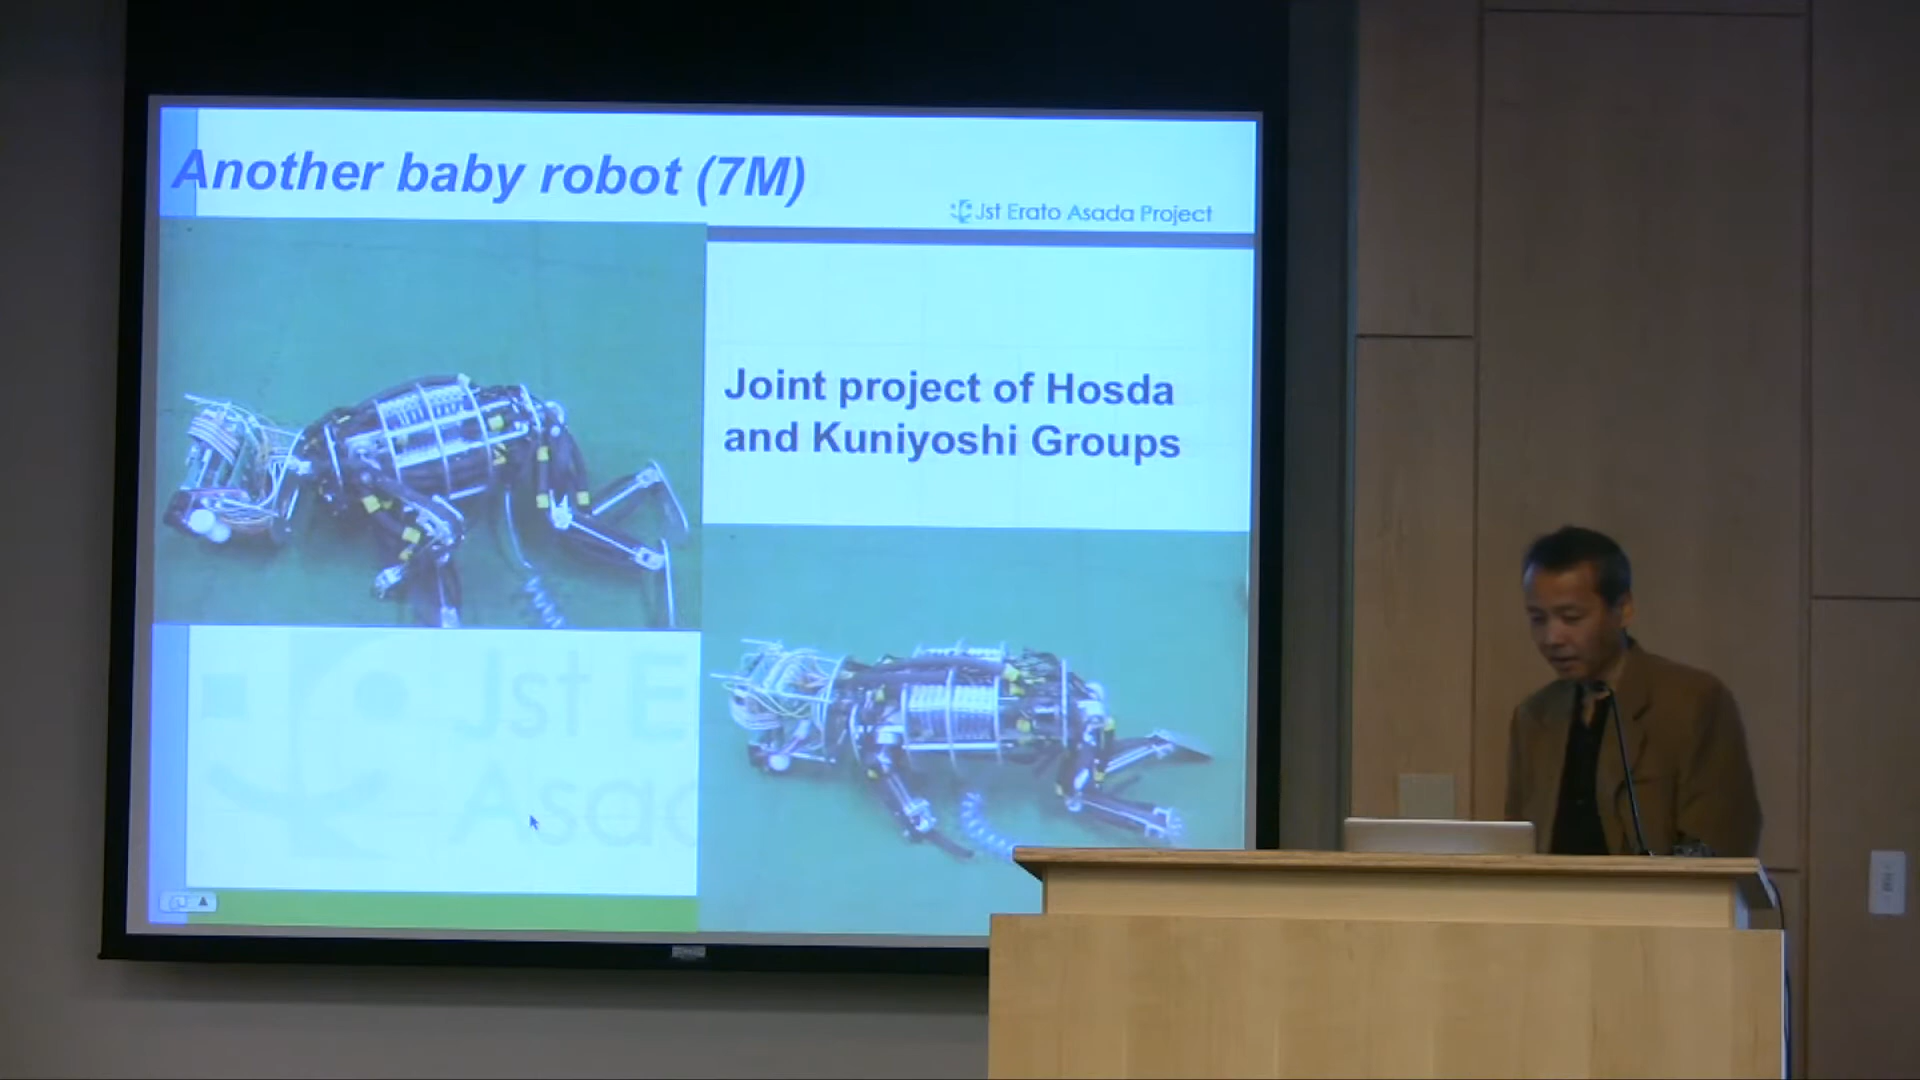 Another baby robot (7M)
Jst Erato Asada Project
Joint project of Hosda
and Kuniyoshi Groups
Jst E
Asad